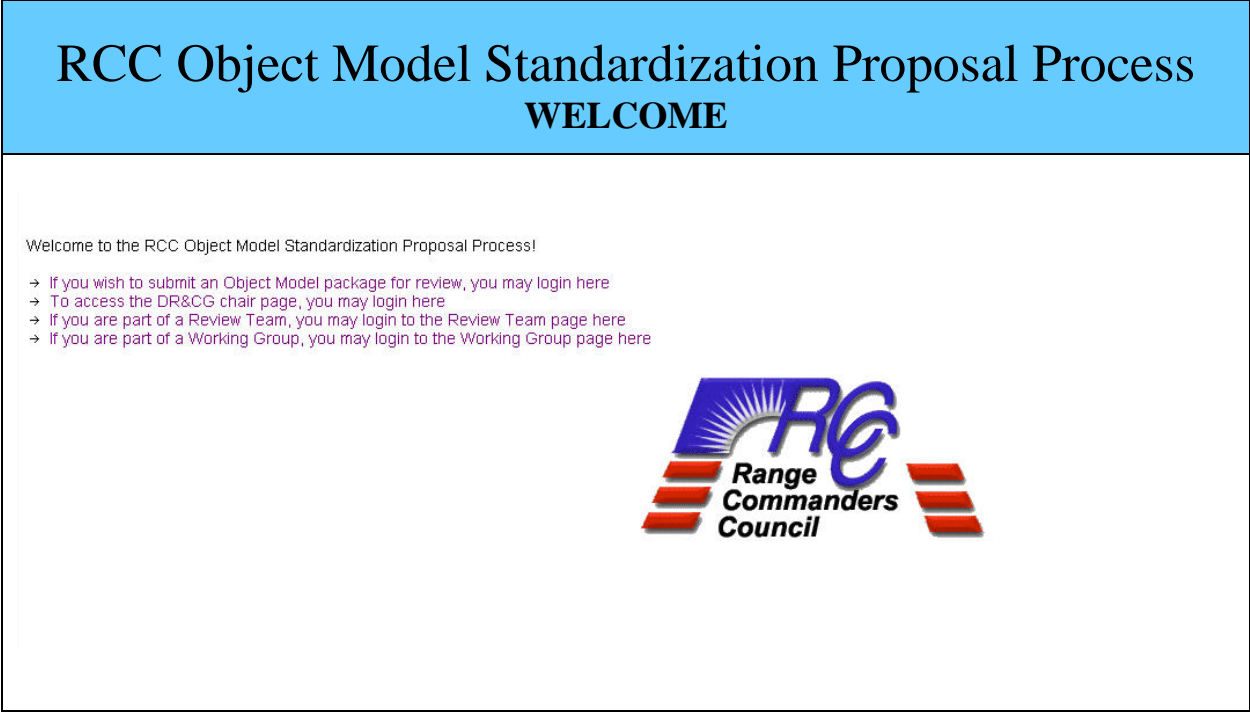 RCC Object Model Standardization Proposal Process
WELCOME
Welcome to the RCC Object Model Standardization Proposal Process!
→ If you wish to submit an Object Model package for review, you may login here
→ To access the DR&CG chair page, you may login here
→ If you are part of a Review Team, you may login to the Review Team page here
→ If you are part of a Working Group, you may login to the Working Group page here
RCC
Range
Commanders
Council